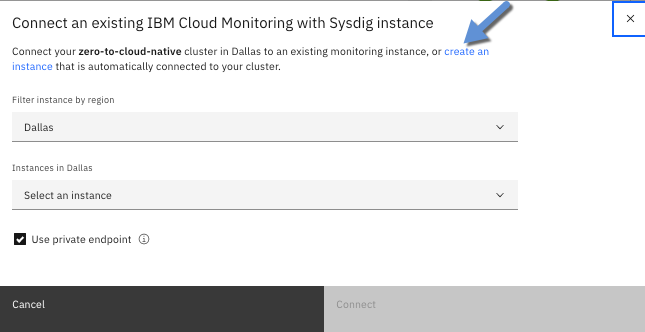 Connect an existing IBM Cloud Monitoring with Sysdig instance
Connect your zero-to-cloud-native cluster in Dallas to an existing monitoring instance, or create an
instance that is automatically connected to your cluster.
Filter instance by region
Dallas
Instances in Dallas
Select an instance
Use private endpoint
Cancel
Connect